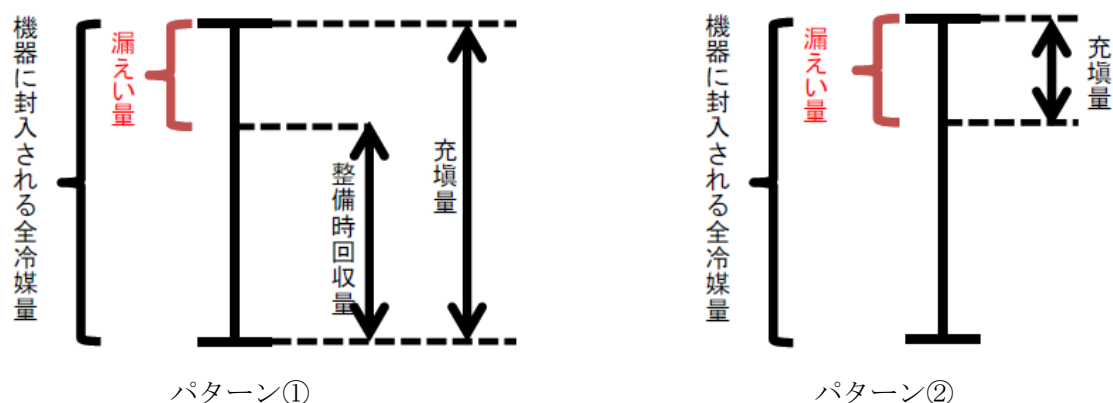 機器に封入される全冷媒量
漏えい量
整備時回収量
充塡量
パターン①
機器に封入される全冷媒量
漏えい量
充塡量
パターン②